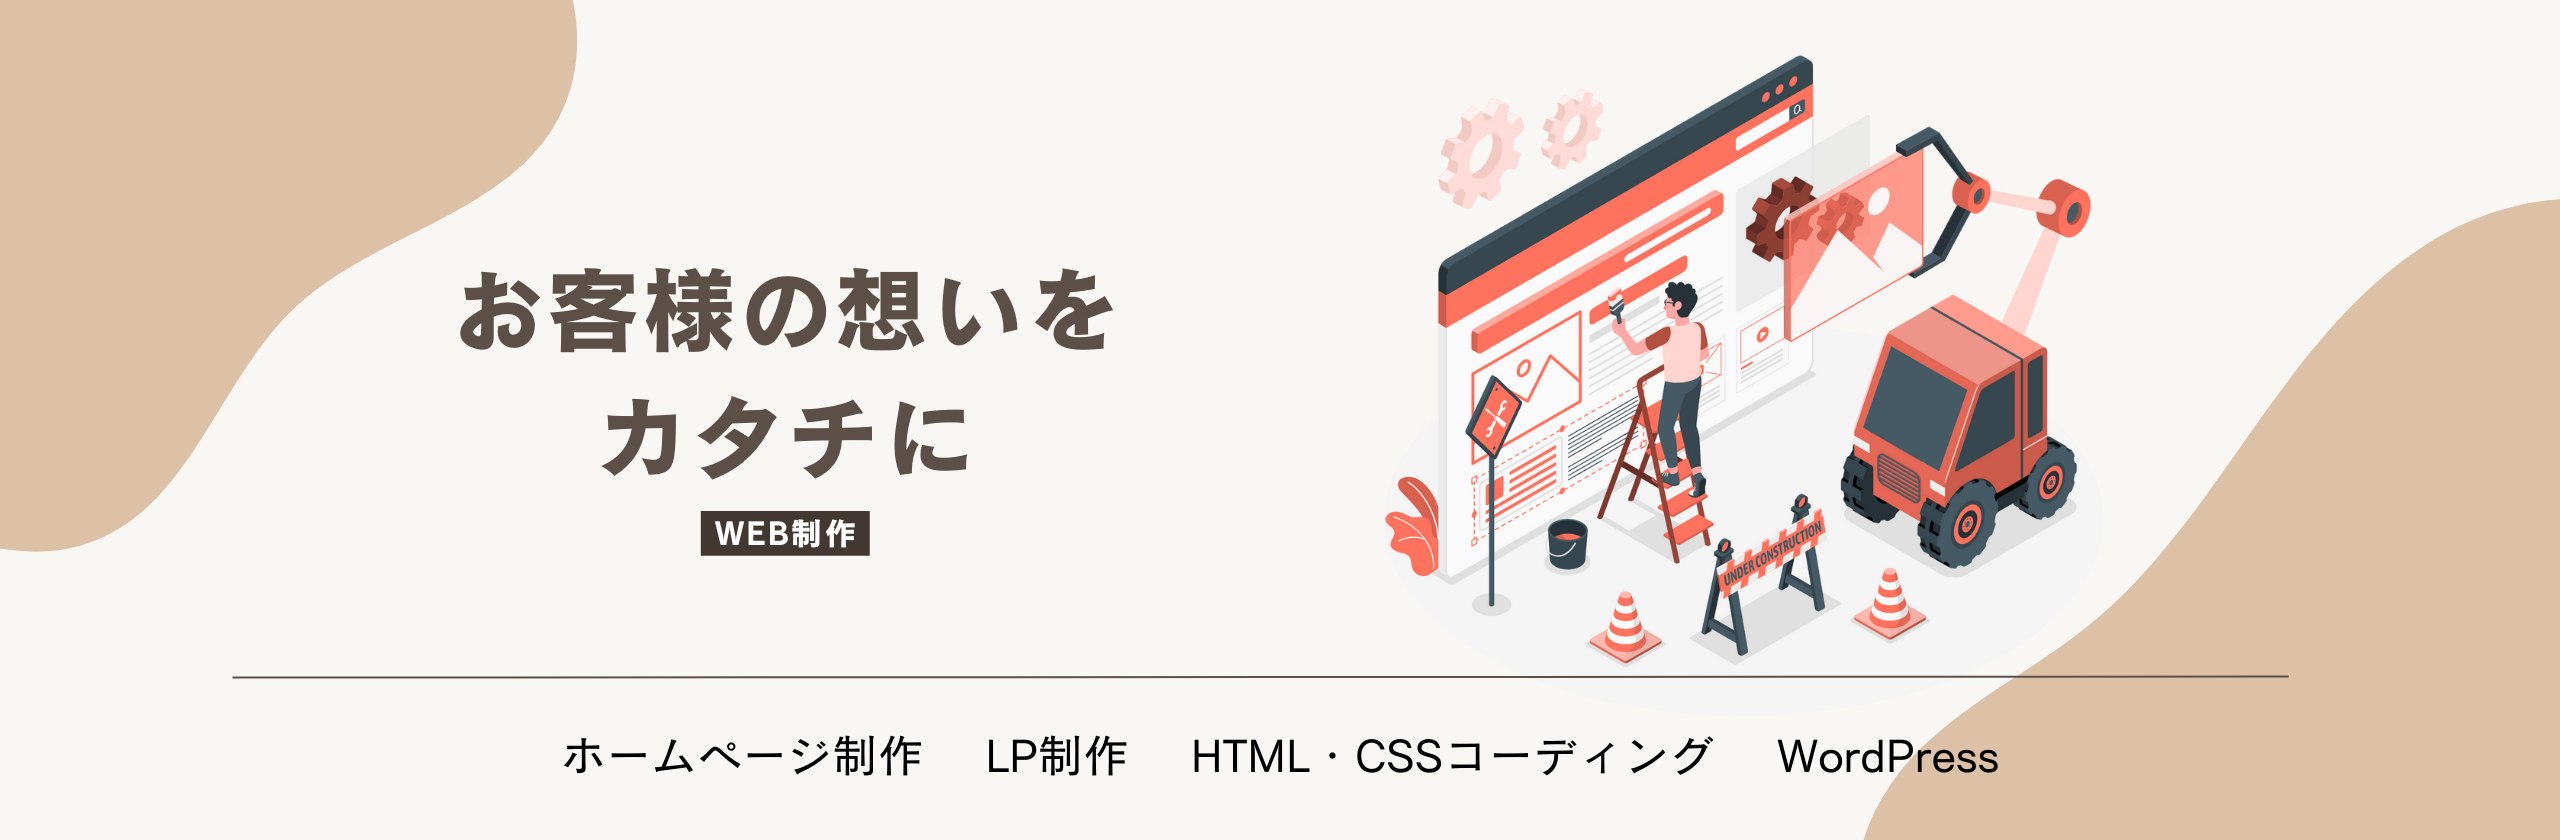 お客様の想いを
カタチに
WEB制作
UNDER CONSTRUCTION
ホームページ制作 LP制作 HTML・CSSコーディング WordPress